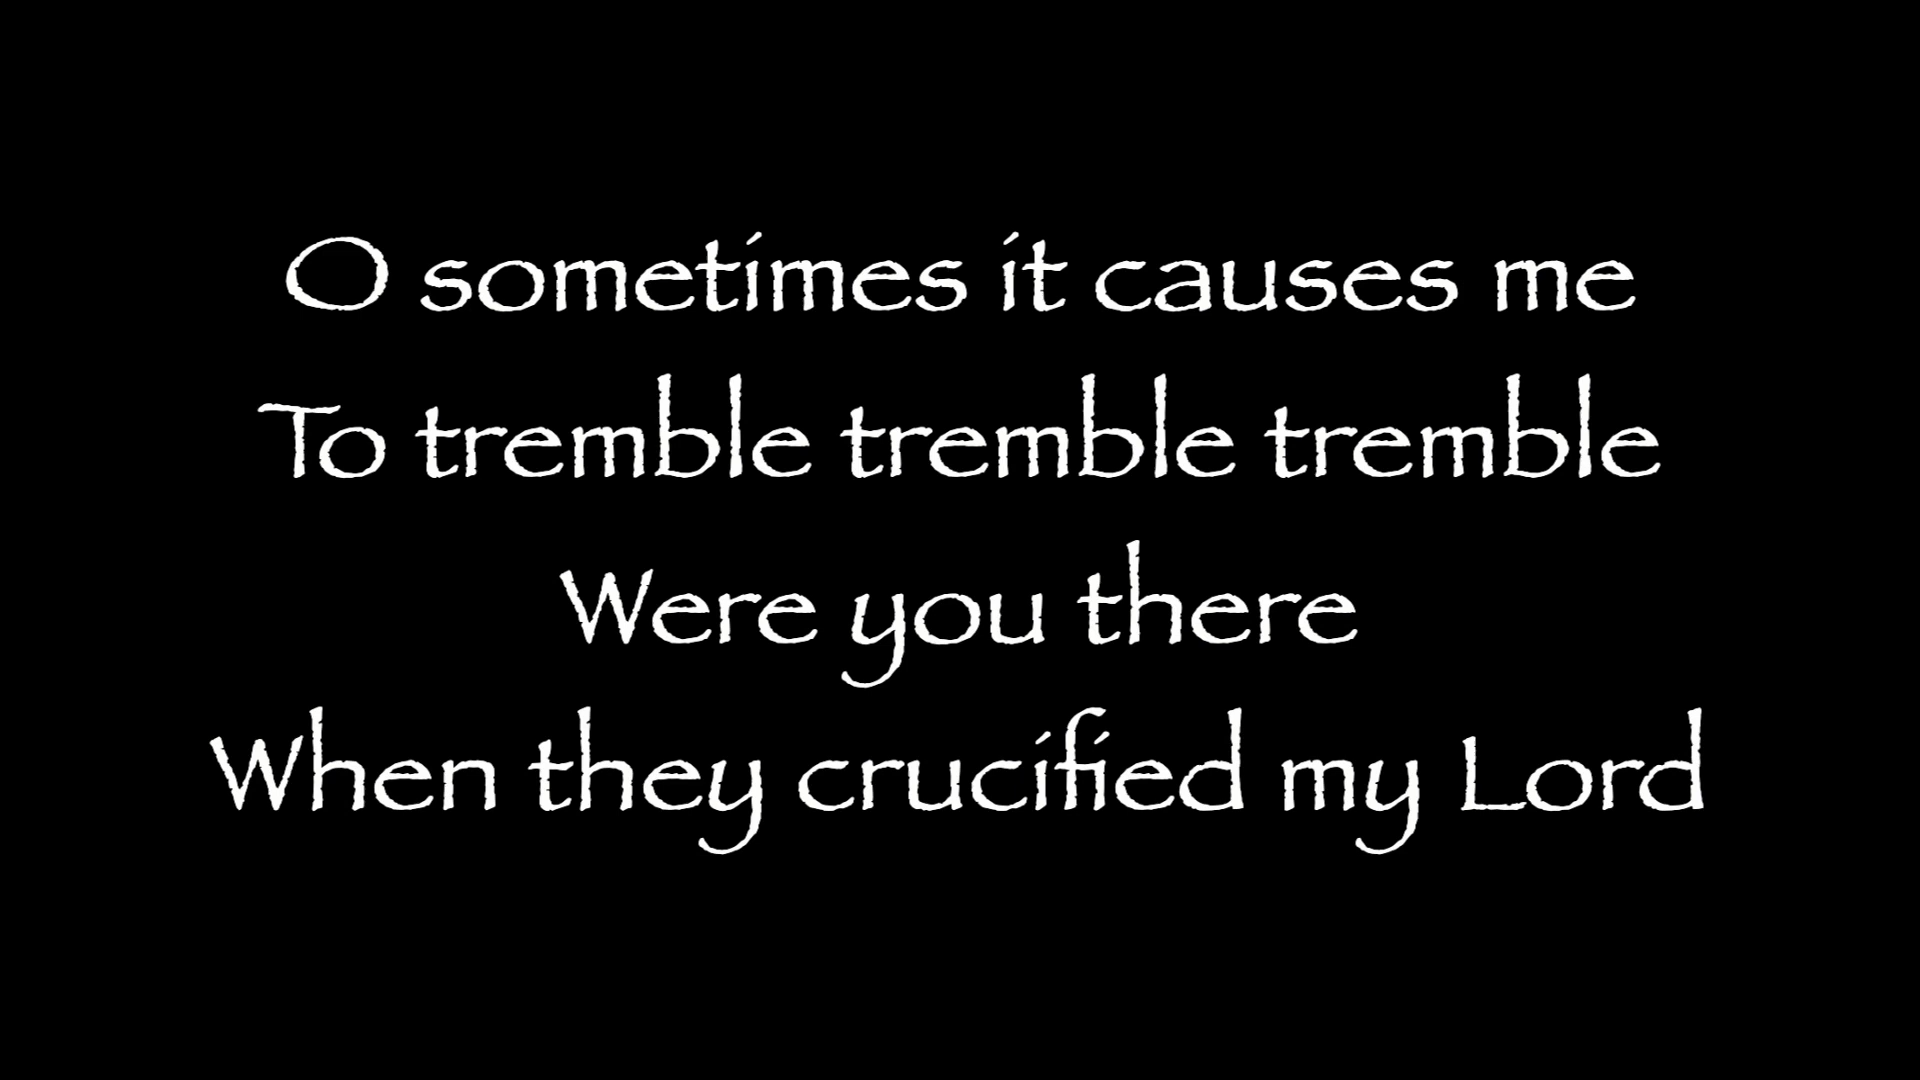 O sometimes it causes me
To tremble tremble tremble
Were you there
When they crucified my Lord